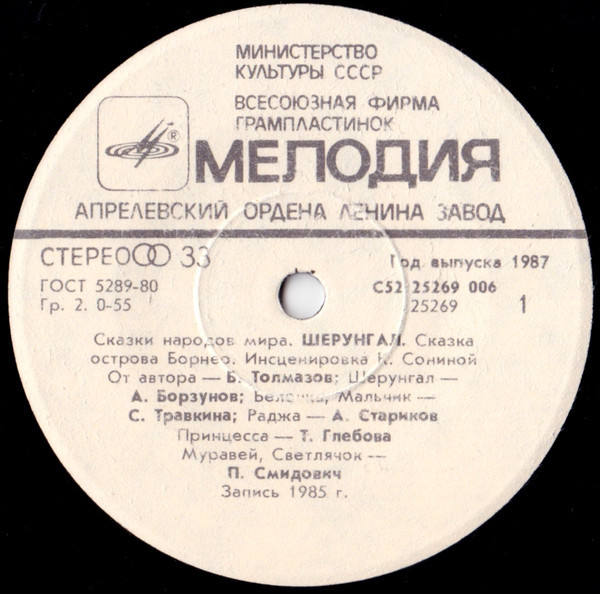 МИНИСТЕРСТВО
КУЛЬТУРЫ СССР
ВСЕСОЮЗНАЯ ФИРМА
ГРАМПЛАСТИНОК
®
МЕЛОДИЯ
АПРЕЛЕВСКИЙ ОРДЕНА ЛЕНИНА ЗАВОД
СТЕРЕО 33 Год выпуска 1987
ГОСТ 5289-80 С52 25269 006
Гр. 2. 0-55 25269 1
Сказки народов мира. ШЕРУНГАЛ. Сказка
острова Борнео. Инсценировка К. Сониной
От автора — Б. Толмазов; Шерунгал —
А. Борзунов; Белочка, Мальчик —
С. Травкина; Раджа — А. Стариков
Принцесса — Т. Глебова
Муравей, Светлячок —
П. Смидович
Запись 1985 г.